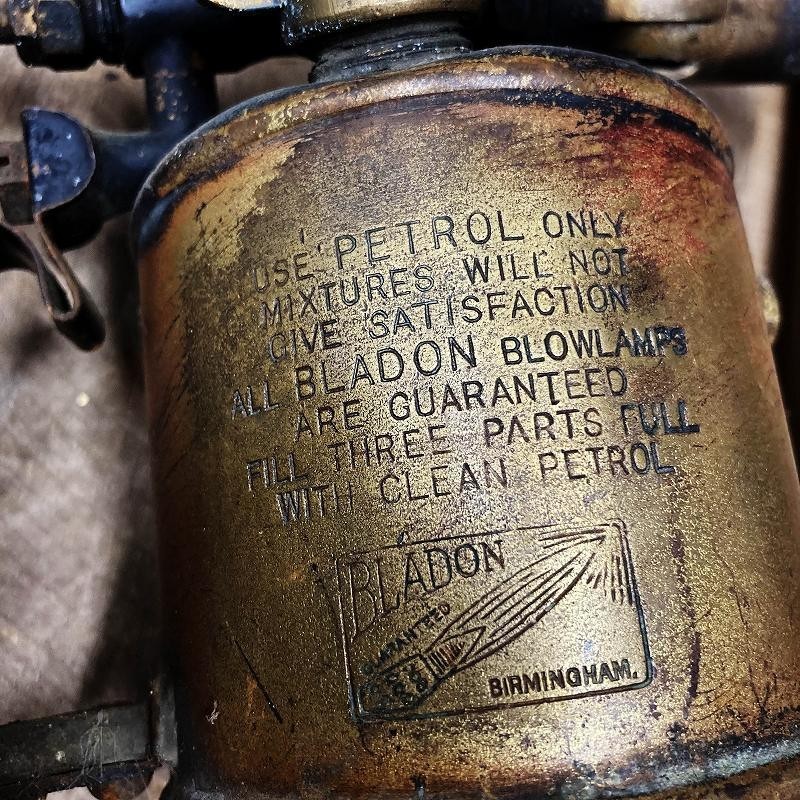 USE PETROL ONLY
MIXTURES WILL NOT
GIVE SATISFACTION
ALL BLADON BLOWLAMPS
ARE GUARANTEED
FILL THREE PARTS FULL
WITH CLEAN PETROL
BLADON
GUARANTEED
BIRMINGHAM.